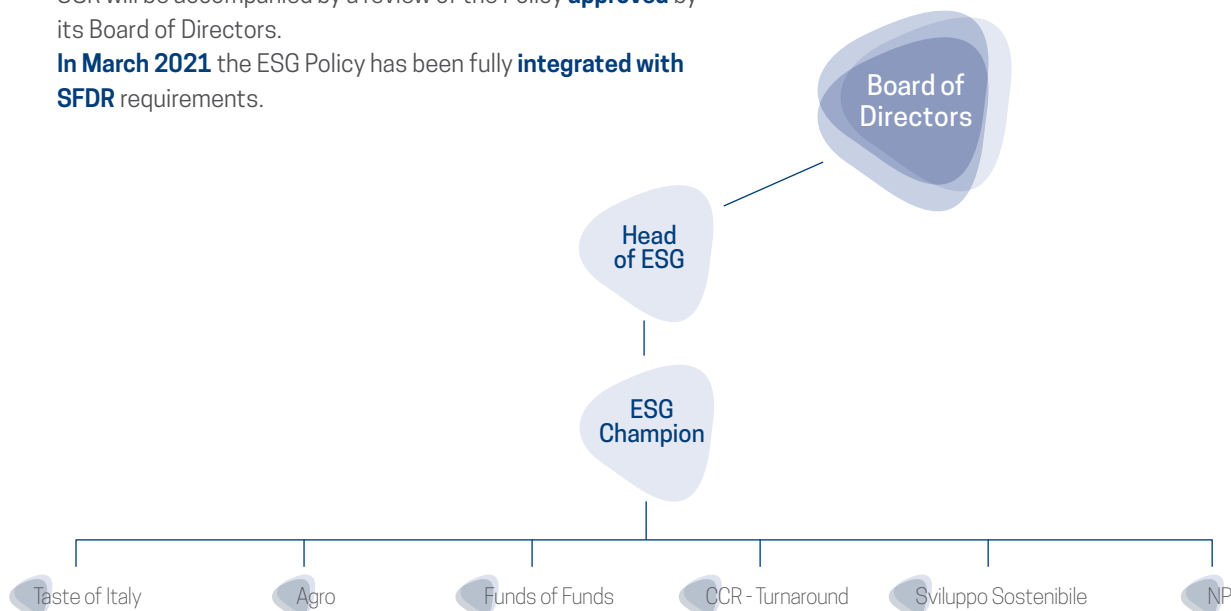 its Board of Directors.
In March 2021 the ESG Policy has been fully integrated with
SFDR requirements.
Board of
Directors
Head
of ESG
ESG
Champion
Taste of Italy
Agro
Funds of Funds
CCR - Turnaround
Sviluppo Sostenibile